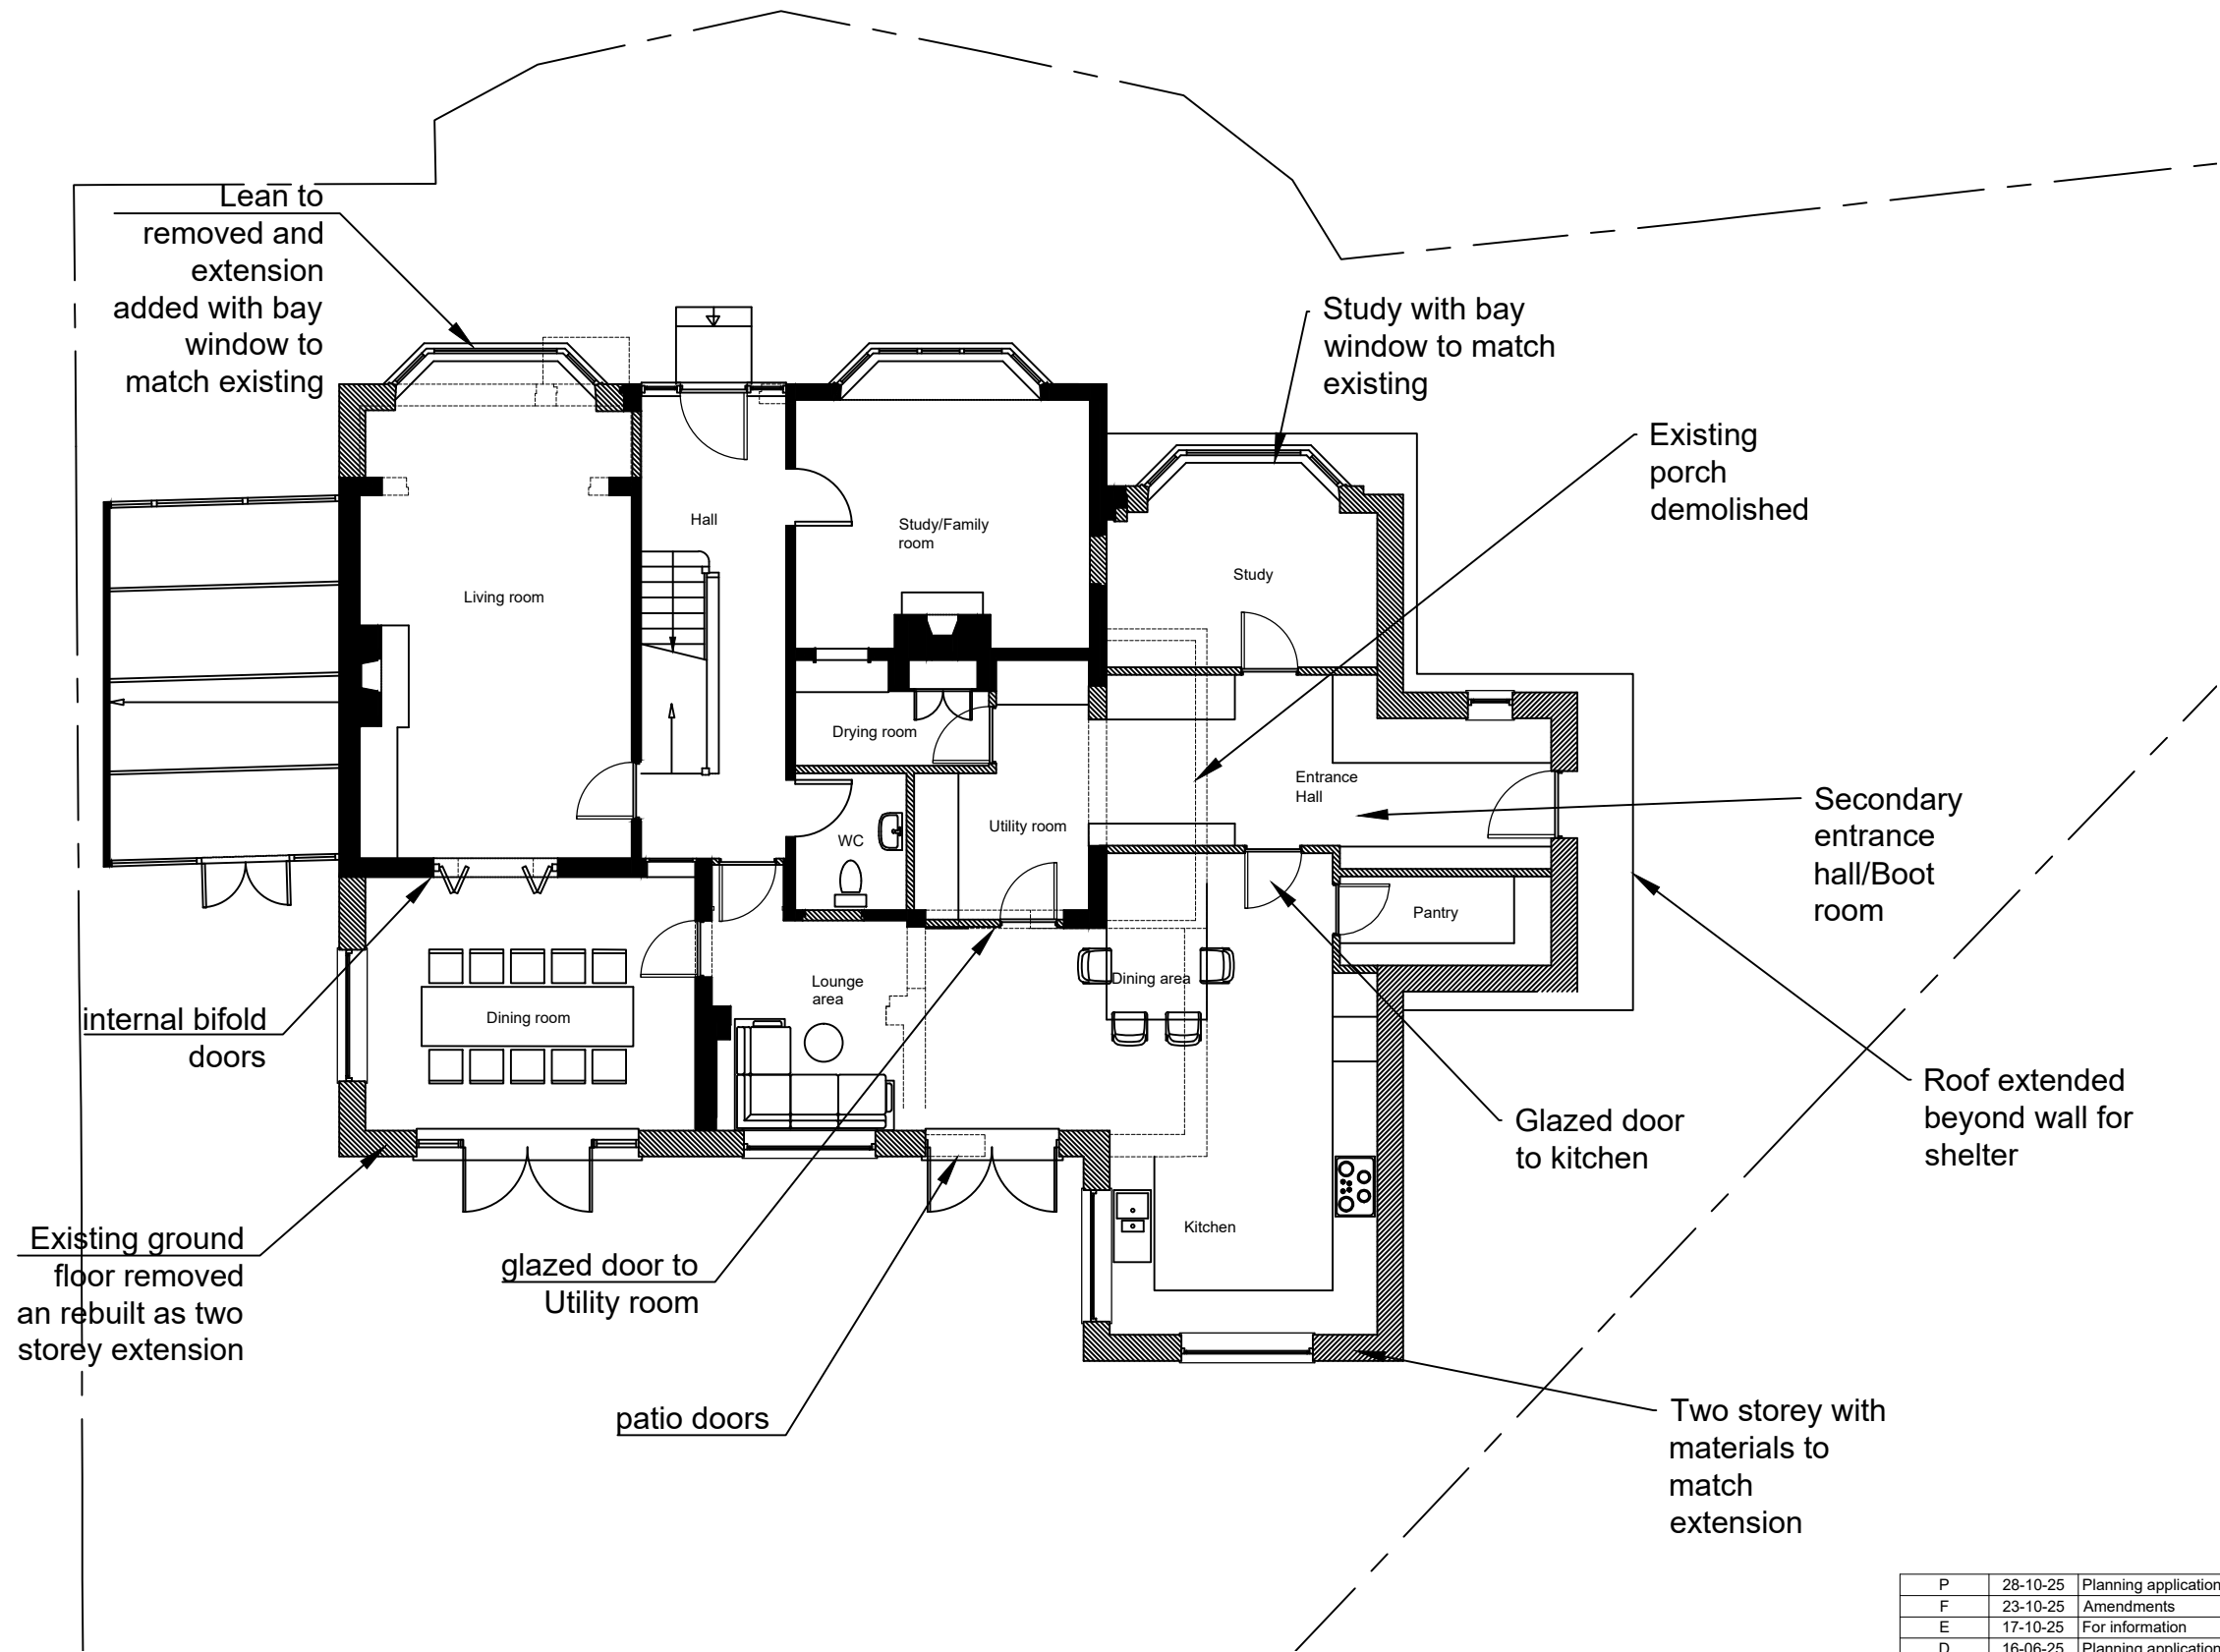 Lean to
removed and
extension
added with bay
window to
match existing
Study with bay
window to match
existing
Existing
porch
demolished
Hall
Study/Family
room
Study
Living room
Drying room
Entrance
Hall
Secondary
entrance
hall/Boot
room
Utility room
WC
Pantry
Lounge
area
Dining area
Dining room
internal bifold
doors
Roof extended
beyond wall for
shelter
Glazed door
to kitchen
Kitchen
Existing ground
floor removed
an rebuilt as two
storey extension
glazed door to
Utility room
patio doors
Two storey with
materials to
match
extension
P 28-10-25 Planning application
F 23-10-25 Amendments
E 17-10-25 For information
D 16-06-25 Planning application